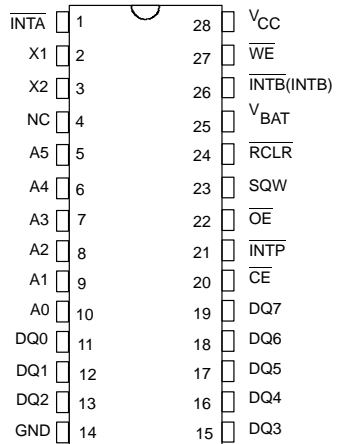 INTA 1 28 VCC
X1 2 27 WE
X2 3 26 INTB(INTB)
NC 4 25 VBAT
A5 5 24 RCLR
A4 6 23 SQW
A3 7 22 OE
A2 8 21 INTP
A1 9 20 CE
A0 10 19 DQ7
DQ0 11 18 DQ6
DQ1 12 17 DQ5
DQ2 13 16 DQ4
GND 14 15 DQ3